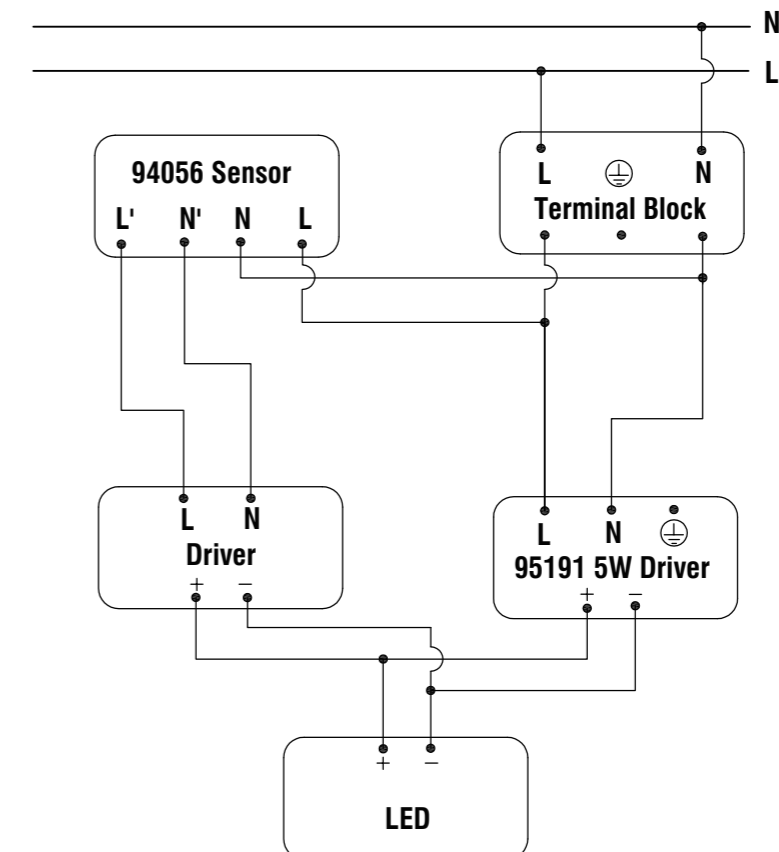 N
L
94056 Sensor
L' N' N L
L N
Terminal Block
L N
Driver
+ −
L N
95191 5W Driver
+ −
+ −
LED